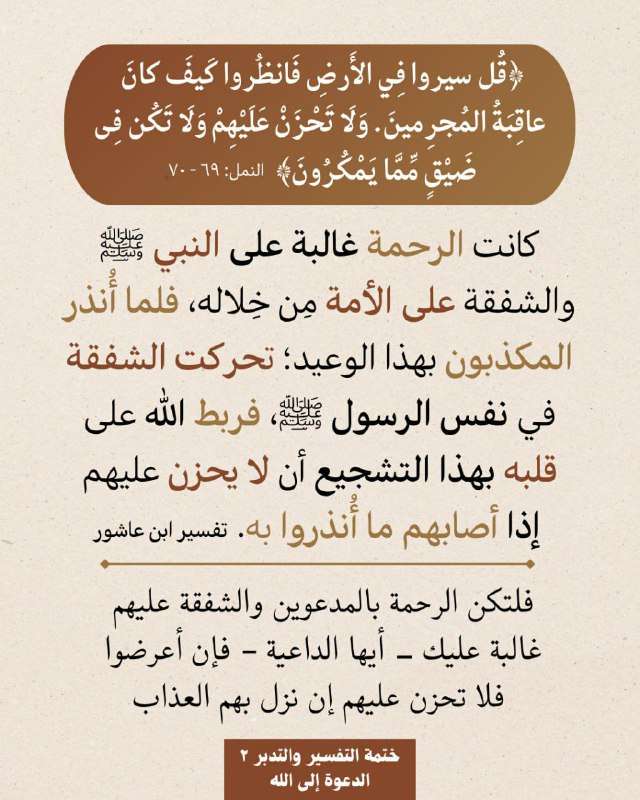 ﴿قُل سيروا فِي الأَرضِ فَانظُروا كَيفَ كانَ
عاقِبَةُ المُجرِمينَ. وَلَا تَحْزَنْ عَلَيْهِمْ وَلَا تَكُن فِى
ضَيْقٍ مِّمَّا يَمْكُرُونَ﴾ النمل: ٦٩ - ٧٠
كانت الرحمة غالبة على النبي ﷺ
والشفقة على الأمة مِن خِلاله، فلما أُنذر
المكذبون بهذا الوعيد؛ تحركت الشفقة
في نفس الرسول ﷺ، فربط الله على
قلبه بهذا التشجيع أن لا يحزن عليهم
إذا أصابهم ما أُنذروا به. تفسير ابن عاشور
فلتكن الرحمة بالمدعوين والشفقة عليهم
غالبة عليك – أيها الداعية - فإن أعرضوا
فلا تحزن عليهم إن نزل بهم العذاب
ختمة التفسير والتدبر ٢
الدعوة إلى الله